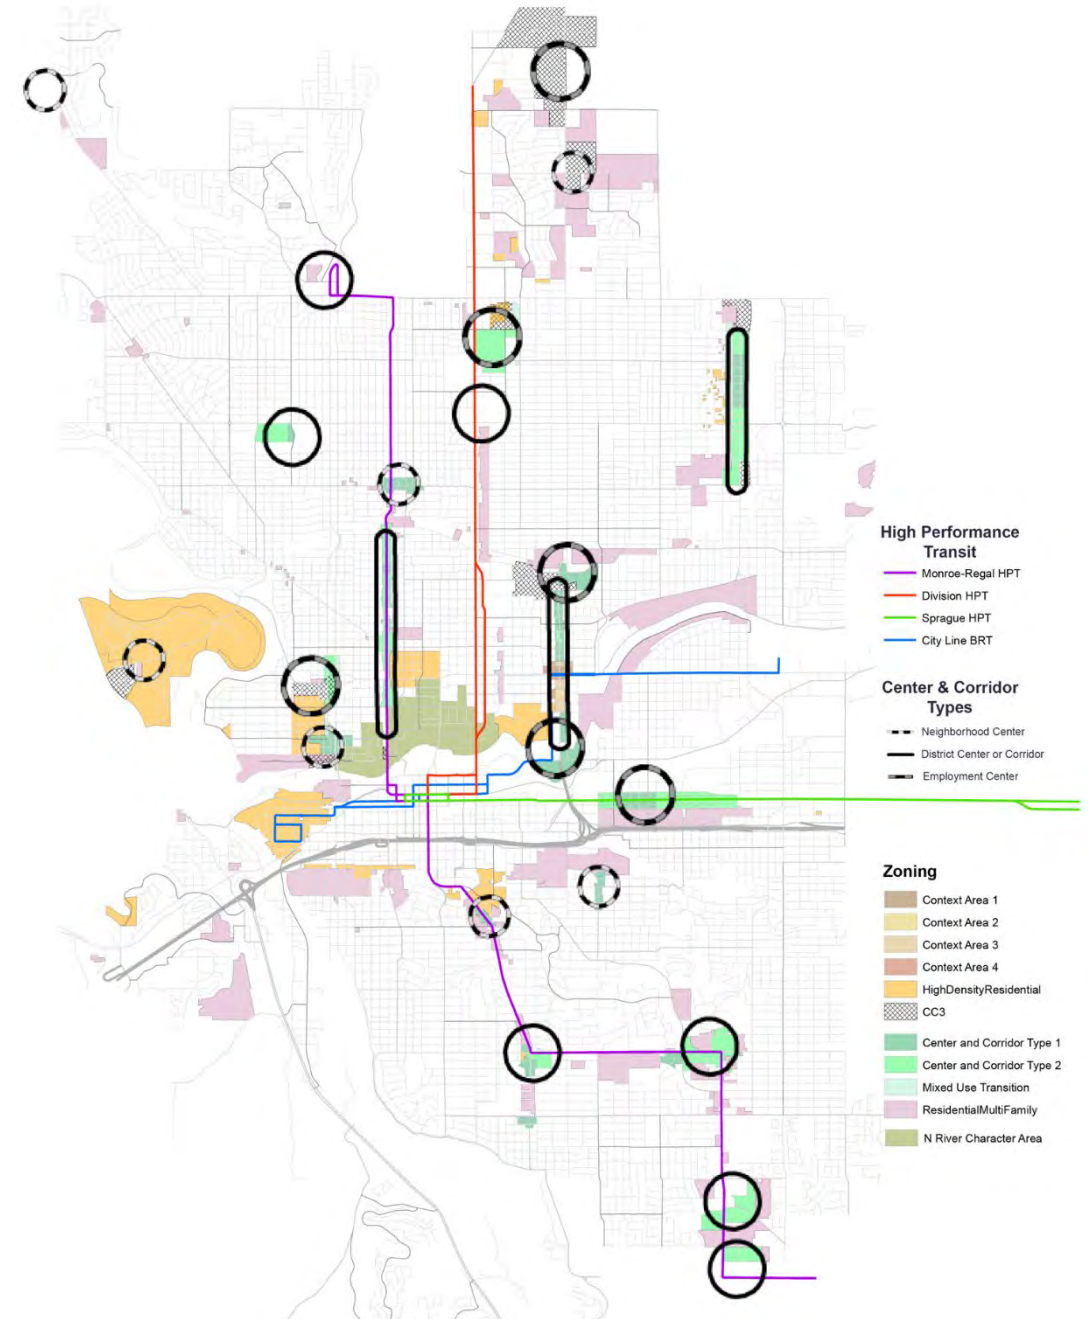 High Performance
Transit
Monroe-Regal HPT
Division HPT
Sprague HPT
City Line BRT
Center & Corridor
Types
Neighborhood Center
District Center or Corridor
Employment Center
Zoning
Context Area 1
Context Area 2
Context Area 3
Context Area 4
HighDensityResidential
CC3
Center and Corridor Type 1
Center and Corridor Type 2
Mixed Use Transition
ResidentialMultiFamily
N River Character Area